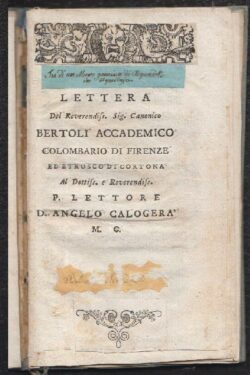 LETTERA
Del Reverendiss. Sig. Canonico
BERTOLI ACCADEMICO
COLOMBARIO DI FIRENZE
ED ETRUSCO DI CORTONA
Al Dottiss. e Reverendiss.
P. LETTORE
D. ANGELO CALOGERA'
M. C.